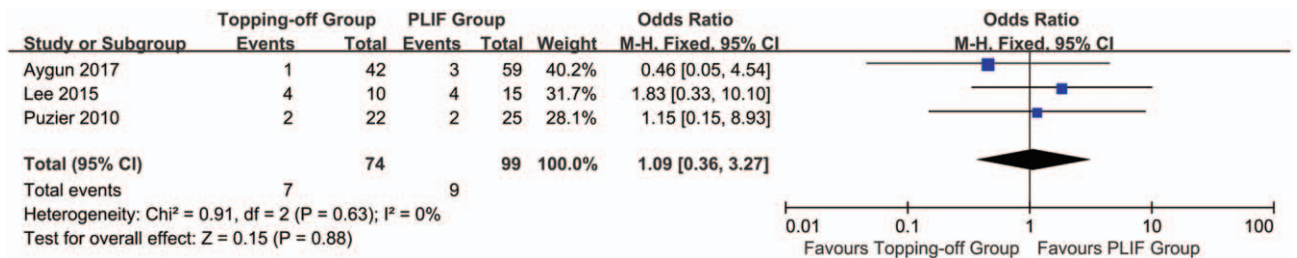 Topping-off Group PLIF Group Odds Ratio Odds Ratio
Study or Subgroup Events Total Events Total Weight M-H, Fixed, 95% CI M-H, Fixed, 95% CI
Aygun 2017 1 42 3 59 40.2% 0.46 [0.05, 4.54]
Lee 2015 4 10 4 15 31.7% 1.83 [0.33, 10.10]
Puzier 2010 2 22 2 25 28.1% 1.15 [0.15, 8.93]
Total (95% CI) 74 99 100.0% 1.09 [0.36, 3.27]
Total events 7 9
Heterogeneity: Chi² = 0.91, df = 2 (P = 0.63); I² = 0%
Test for overall effect: Z = 0.15 (P = 0.88)
0.01 0.1 1 10 100
Favours Topping-off Group Favours PLIF Group